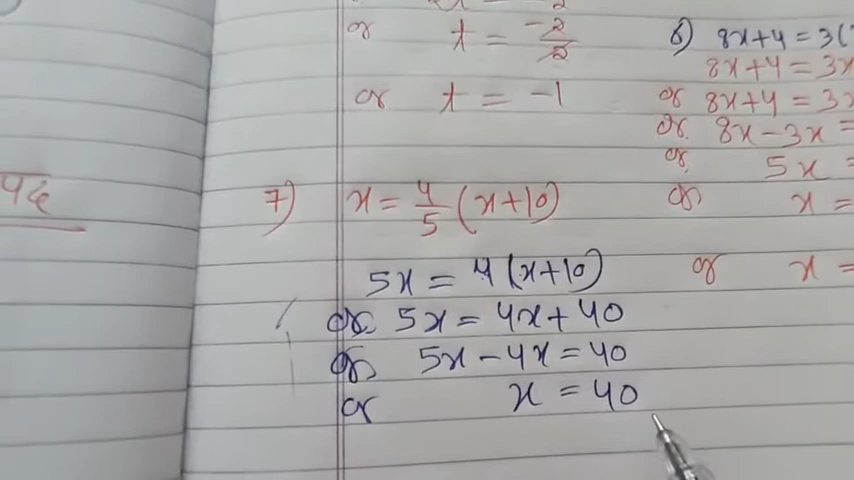 or t = -2/2
or t = -1
7) x = 4/5 (x+10)
5x = 4(x+10)
or 5x = 4x + 40
or 5x - 4x = 40
or x = 40
6) 8x+4 = 3(
8x+4 = 3x
or 8x+4 = 3x
or 8x-3x =
or 5x =
or x =
or x =